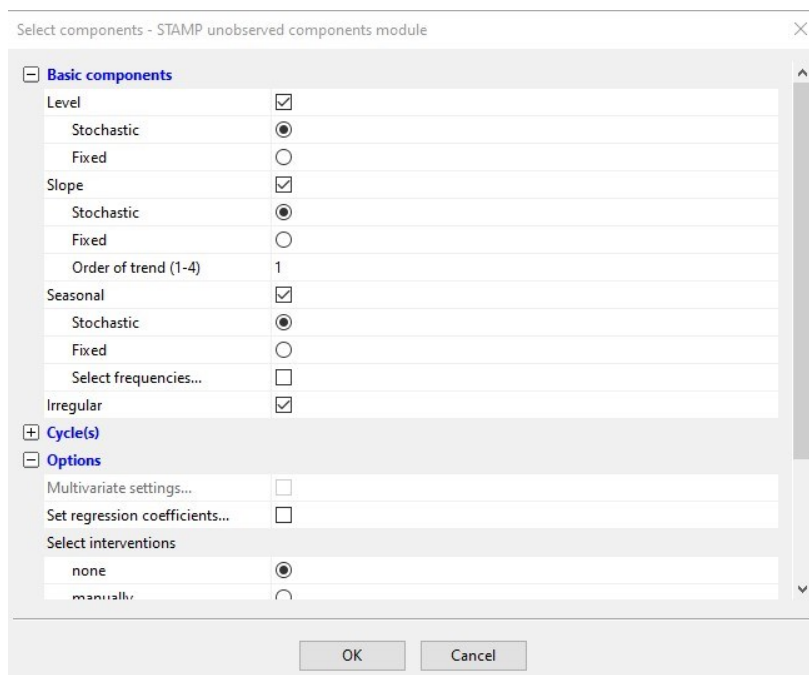 Select components - STAMP unobserved components module
Basic components
Level
Stochastic
Fixed
Slope
Stochastic
Fixed
Order of trend (1-4) 1
Seasonal
Stochastic
Fixed
Select frequencies...
Irregular
Cycle(s)
Options
Multivariate settings...
Set regression coefficients...
Select interventions
none
manually
OK Cancel